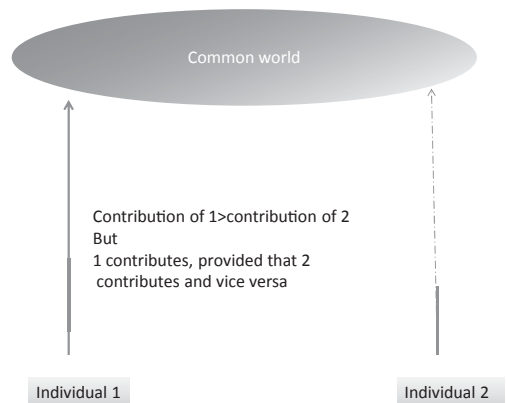 Common world
Contribution of 1>contribution of 2
But
1 contributes, provided that 2
contributes and vice versa
Individual 1
Individual 2